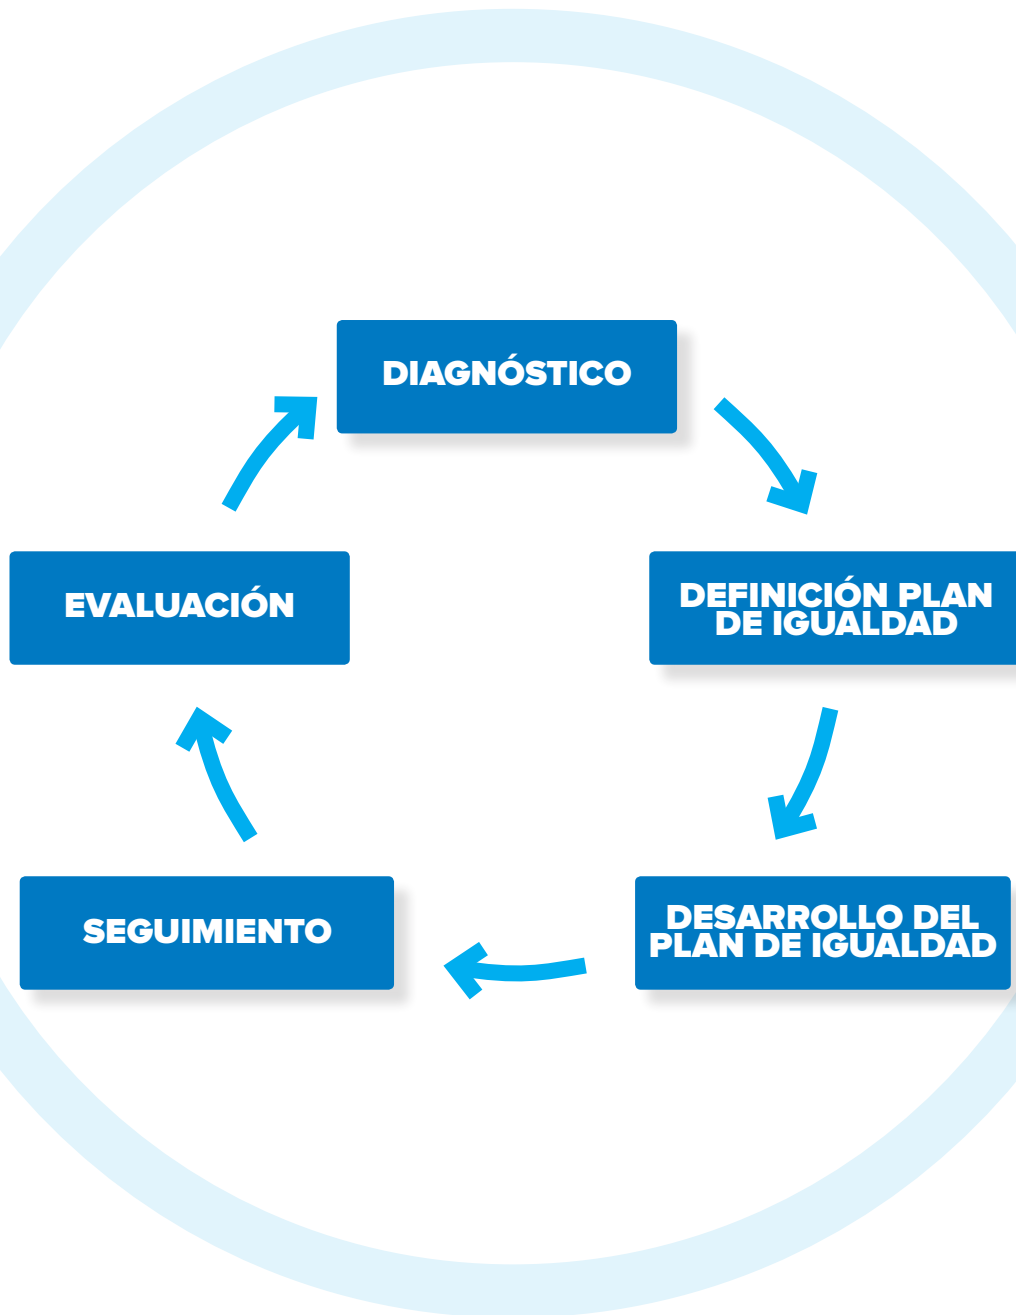 DIAGNÓSTICO
DEFINICIÓN PLAN
DE IGUALDAD
DESARROLLO DEL
PLAN DE IGUALDAD
SEGUIMIENTO
EVALUACIÓN